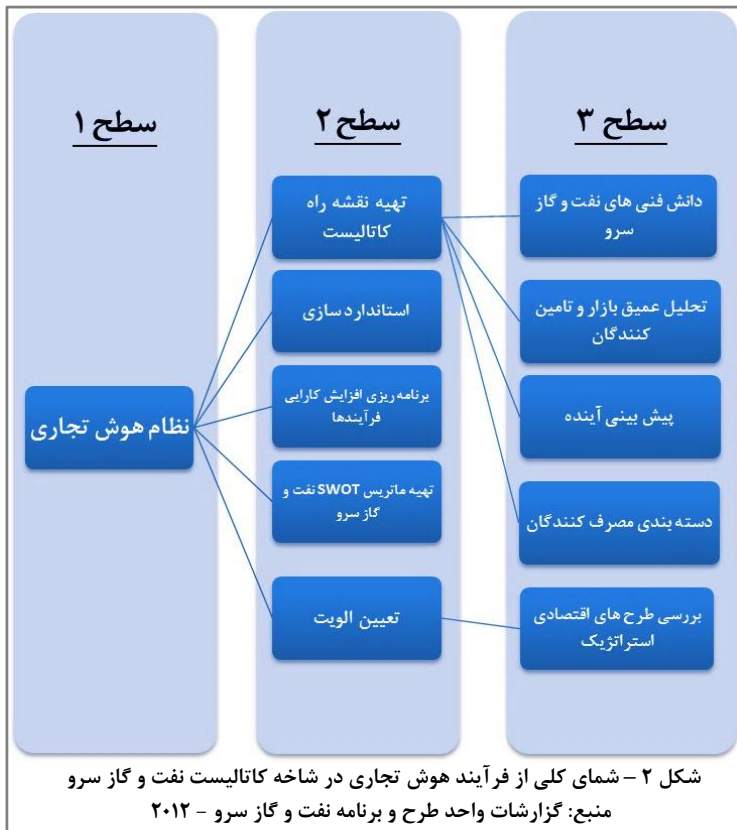 سطح ۱
نظام هوش تجاری
سطح ۲
تهیه نقشه راه
کاتالیست
استانداردسازی
برنامه ریزی افزایش کارایی
فرآیندها
تهیه ماتریس SWOT نفت و
گاز سرو
تعیین الویت
سطح ۳
دانش فنی های نفت و گاز
سرو
تحلیل عمیق بازار و تامین
کنندگان
پیش بینی آینده
دسته بندی مصرف کنندگان
بررسی طرح های اقتصادی
استراتژیک
شکل ۲ – شمای کلی از فرآیند هوش تجاری در شاخه کاتالیست نفت و گاز سرو
منبع: گزارشات واحد طرح و برنامه نفت و گاز سرو - ۲۰۱۲